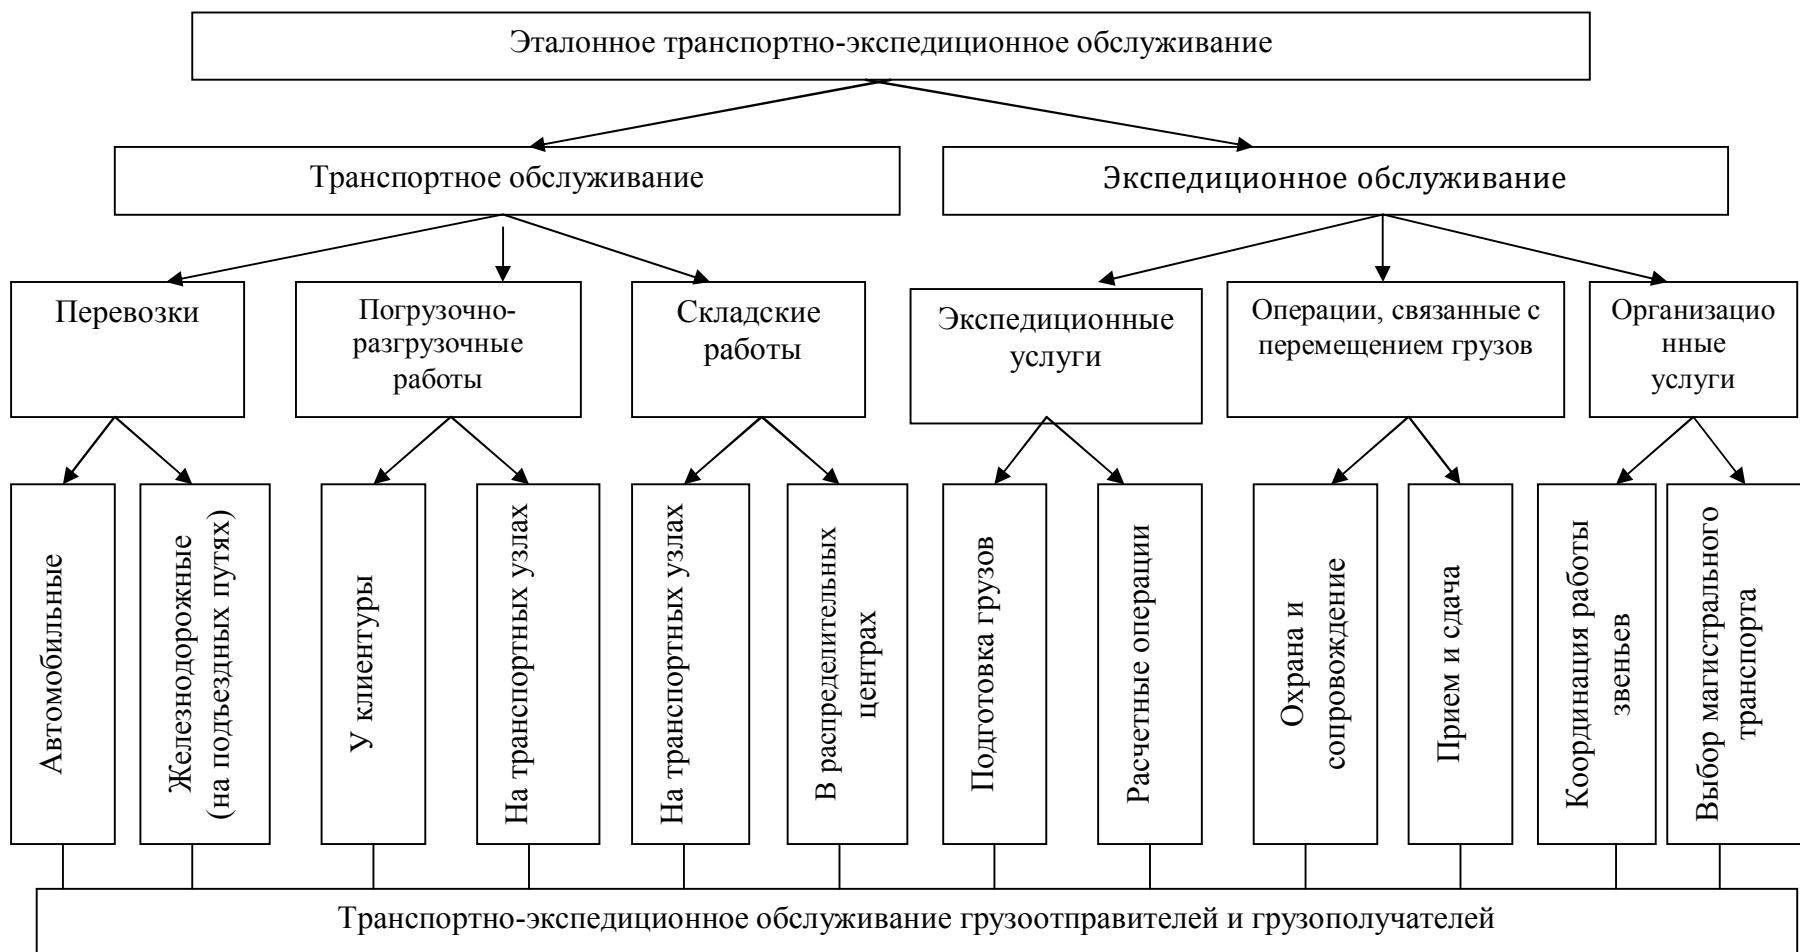 Эталонное транспортно-экспедиционное обслуживание
Транспортное обслуживание
Экспедиционное обслуживание
Перевозки
Погрузочно-
разгрузочные
работы
Складские
работы
Экспедиционные
услуги
Операции, связанные с
перемещением грузов
Организацио
нные
услуги
Автомобильные
Железнодорожные
(на подъездных путях)
У клиентуры
На транспортных узлах
На транспортных узлах
В распределительных
центрах
Подготовка грузов
Расчетные операции
Охрана и
сопровождение
Прием и сдача
Координация работы
звеньев
Выбор магистрального
транспорта
Транспортно-экспедиционное обслуживание грузоотправителей и грузополучателей